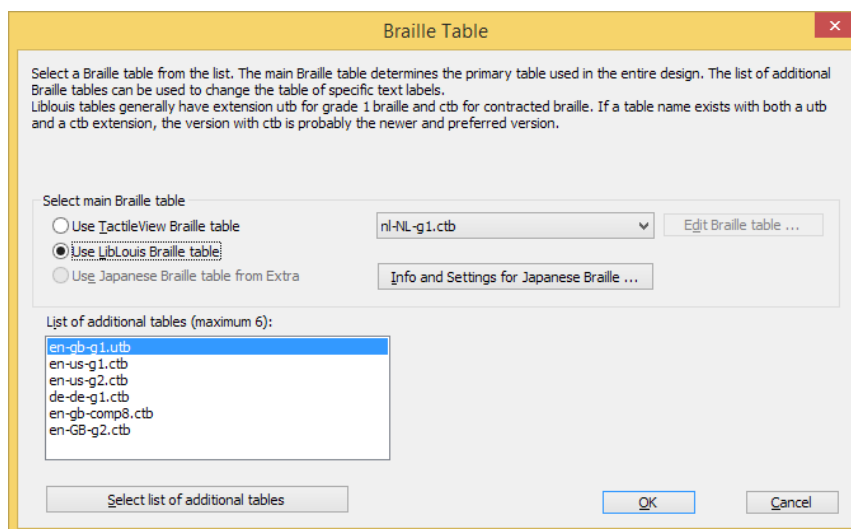 Braille Table
Select a Braille table from the list. The main Braille table determines the primary table used in the entire design. The list of additional
Braille tables can be used to change the table of specific text labels.
Liblouis tables generally have extension utb for grade 1 braille and ctb for contracted braille. If a table name exists with both a utb
and a ctb extension, the version with ctb is probably the newer and preferred version.
Select main Braille table
Use TactileView Braille table
nl-NL-g1.ctb
Edit Braille table ...
Use LibLouis Braille table
Use Japanese Braille table from Extra
Info and Settings for Japanese Braille ...
List of additional tables (maximum 6):
en-gb-g1.utb
en-us-g1.ctb
en-us-g2.ctb
de-de-g1.ctb
en-gb-comp8.ctb
en-GB-g2.ctb
Select list of additional tables
OK
Cancel